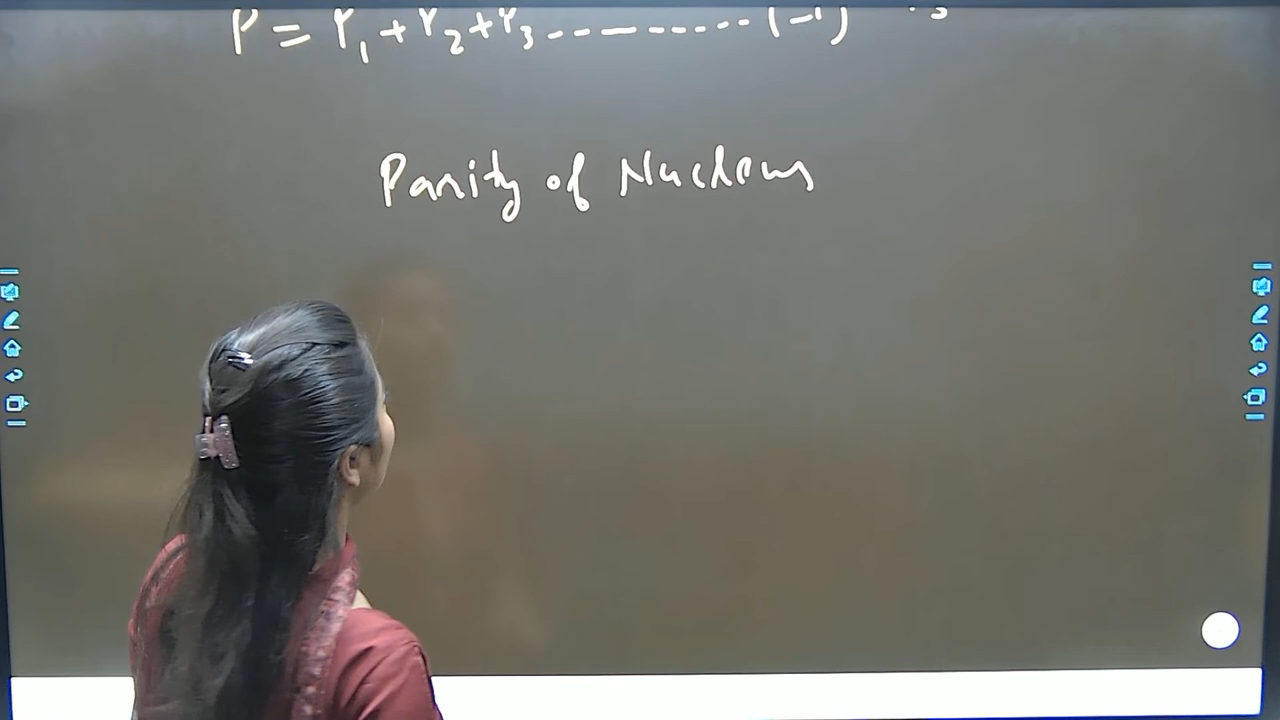 P = P₁ + P₂ + P₃ ---------- (-1)
Parity of Nucleus